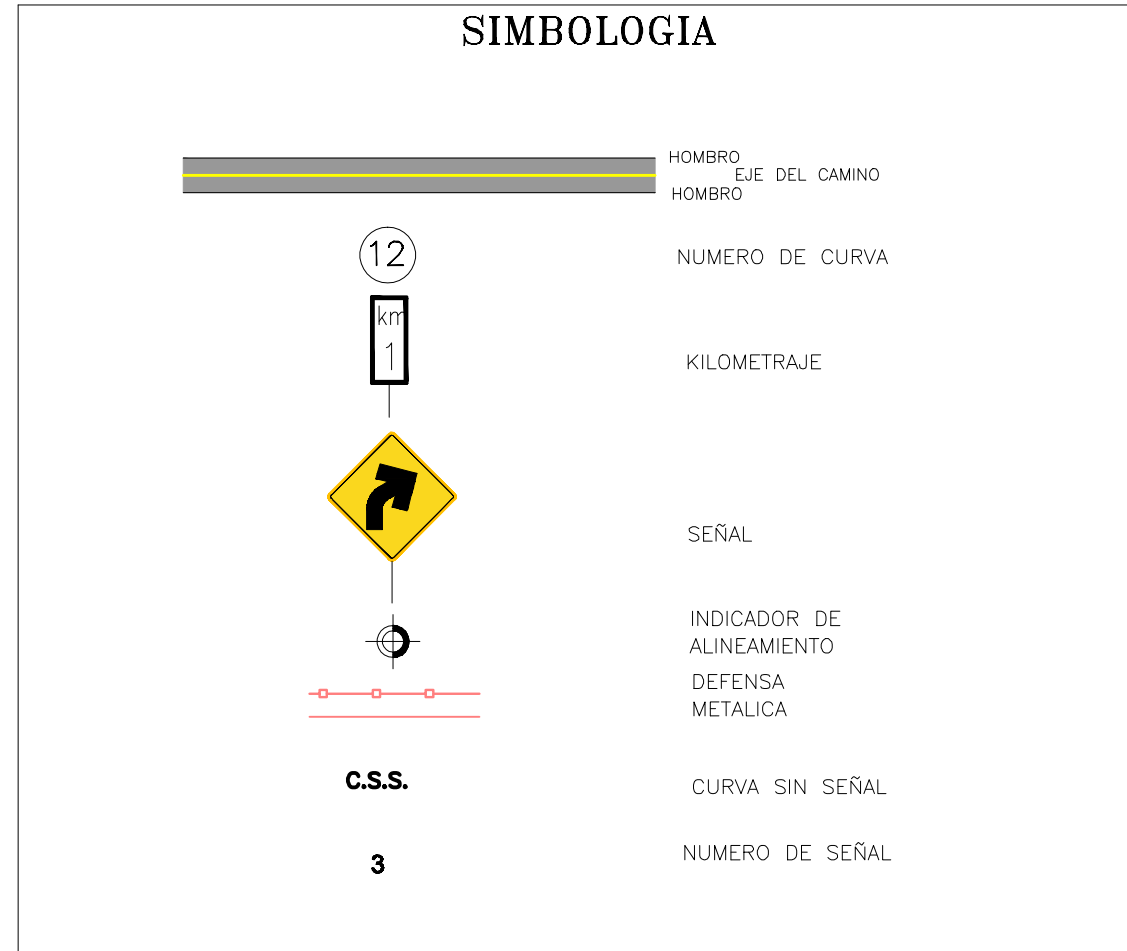 SIMBOLOGIA
HOMBRO
EJE DEL CAMINO
HOMBRO
12
NUMERO DE CURVA
km
1
KILOMETRAJE
SEÑAL
INDICADOR DE
ALINEAMIENTO
DEFENSA
METALICA
C.S.S.
CURVA SIN SEÑAL
3
NUMERO DE SEÑAL